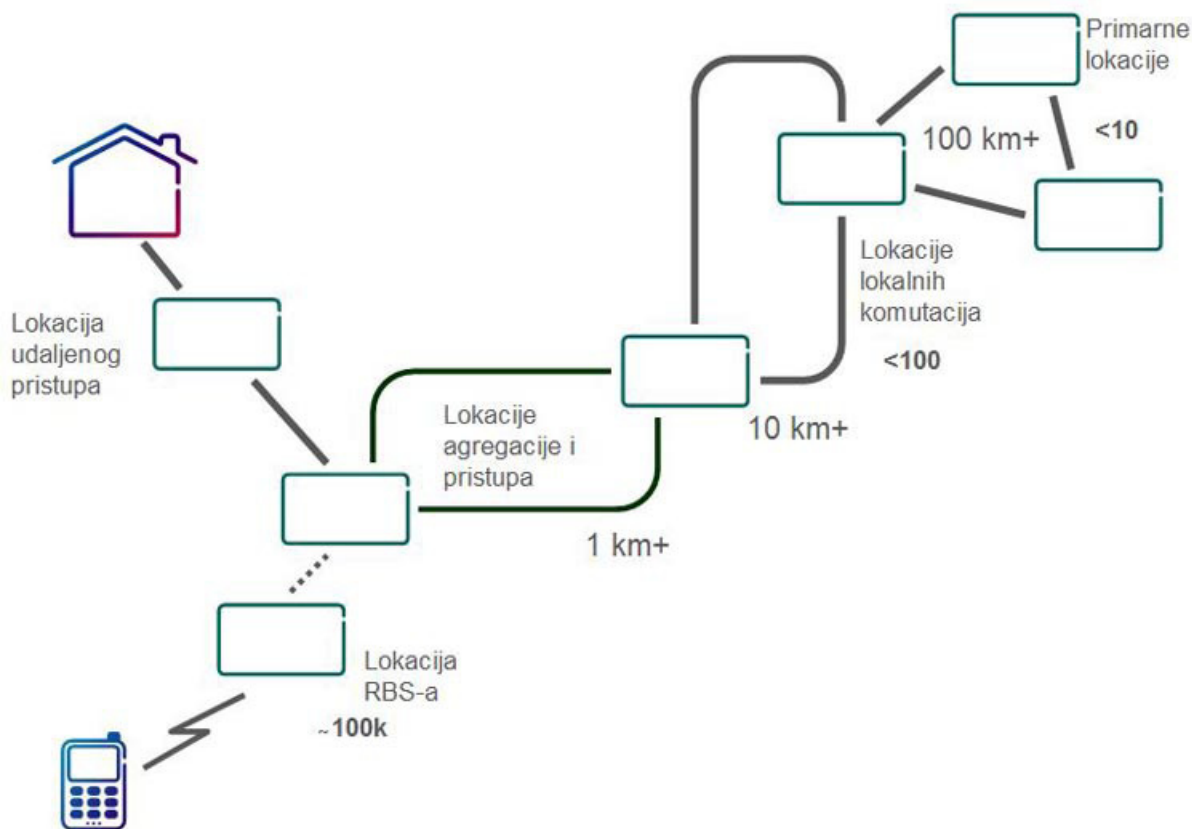 Primarne
lokacije
<10
100 km+
Lokacije
lokalnih
komutacija
<100
10 km+
Lokacija
udaljenog
pristupa
Lokacije
agregacije i
pristupa
1 km+
Lokacija
RBS-a
~100k